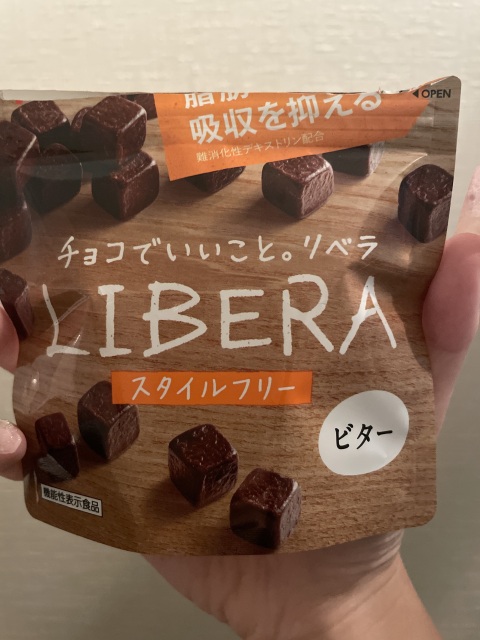 OPEN
脂肪
吸収を抑える
難消化性デキストリン配合
チョコでいいこと。リベラ
LIBERA
スタイルフリー
ビター
機能性表示食品